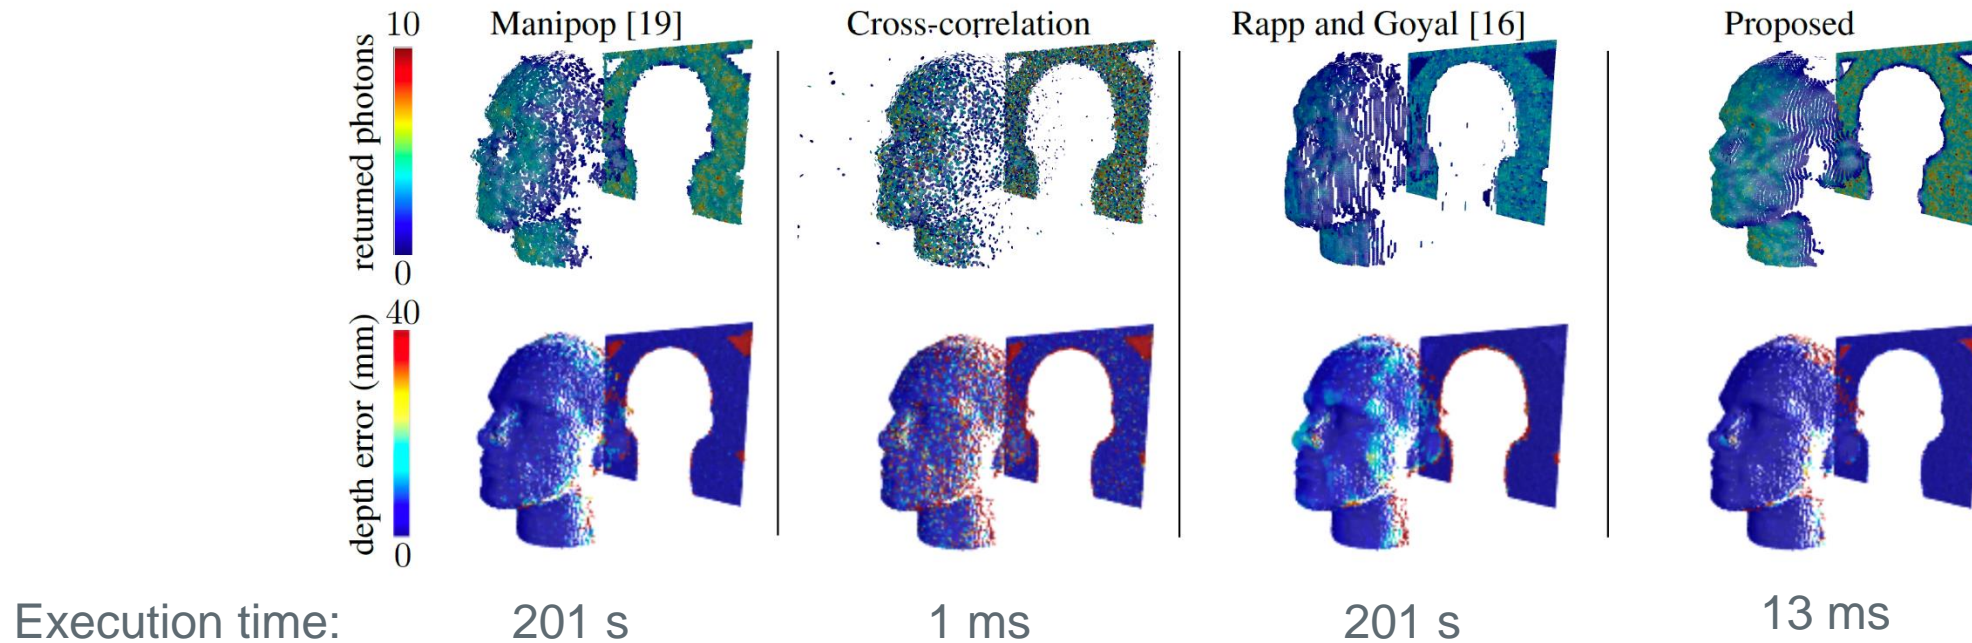 Manipop [19] Cross-correlation Rapp and Goyal [16] Proposed
10
returned photons
0
40
depth error (mm)
0
Execution time: 201 s 1 ms 201 s 13 ms